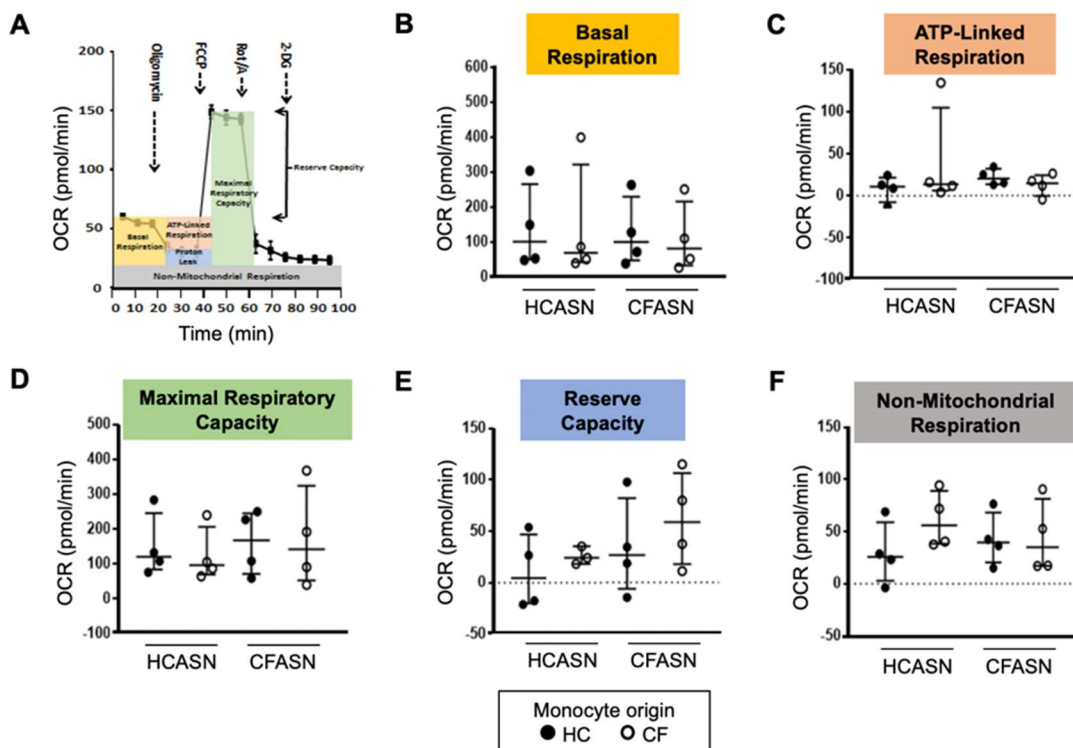 A
Oligomycin
FCCP
Rot/A
2-DG
200
150
100
50
0
OCR (pmol/min)
Reserve Capacity
Maximal
Respiratory
Capacity
Basal
Respiration
ATP-Linked
Respiration
Proton
Leak
Non-Mitochondrial Respiration
0 10 20 30 40 50 60 70 80 90 100
Time (min)
B
Basal
Respiration
600
500
400
300
200
100
0
OCR (pmol/min)
HCASN CFASN
C
ATP-Linked
Respiration
150
100
50
0
-50
-100
OCR (pmol/min)
HCASN CFASN
D
Maximal Respiratory
Capacity
500
400
300
200
100
0
-100
OCR (pmol/min)
HCASN CFASN
E
Reserve
Capacity
150
100
50
0
-50
OCR (pmol/min)
HCASN CFASN
F
Non-Mitochondrial
Respiration
150
100
50
0
-50
OCR (pmol/min)
HCASN CFASN
Monocyte origin
HC CF